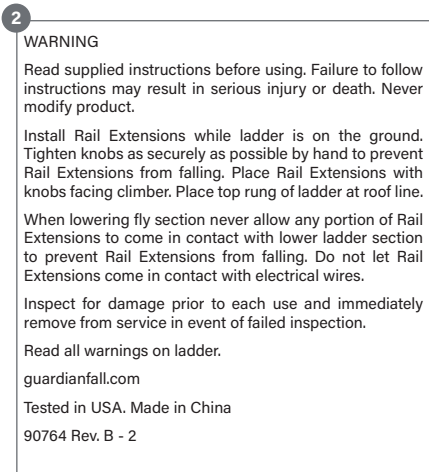 2
WARNING
Read supplied instructions before using. Failure to follow
instructions may result in serious injury or death. Never
modify product.
Install Rail Extensions while ladder is on the ground.
Tighten knobs as securely as possible by hand to prevent
Rail Extensions from falling. Place Rail Extensions with
knobs facing climber. Place top rung of ladder at roof line.
When lowering fly section never allow any portion of Rail
Extensions to come in contact with lower ladder section
to prevent Rail Extensions from falling. Do not let Rail
Extensions come in contact with electrical wires.
Inspect for damage prior to each use and immediately
remove from service in event of failed inspection.
Read all warnings on ladder.
guardianfall.com
Tested in USA. Made in China
90764 Rev. B - 2